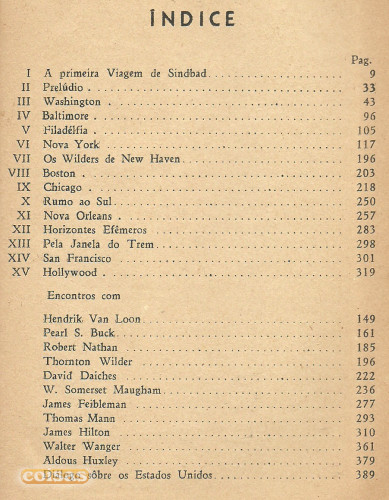 ÍNDICE
Pag.
I A primeira Viagem de Sindbad 9
II Prelúdio 33
III Washington 43
IV Baltimore 96
V Filadélfia 105
VI Nova York 117
VII Os Wilders de New Haven 196
VIII Boston 203
IX Chicago 218
X Rumo ao Sul 250
XI Nova Orleans 257
XII Horizontes Efêmeros 283
XIII Pela Janela do Trem 298
XIV San Francisco 301
XV Hollywood 319
Encontros com
Hendrik Van Loon 149
Pearl S. Buck 161
Robert Nathan 185
Thornton Wilder 196
David Daiches 222
W. Somerset Maugham 236
James Feibleman 277
Thomas Mann 293
James Hilton 310
Walter Wanger 361
Aldous Huxley 379
Diálogo sôbre os Estados Unidos 389